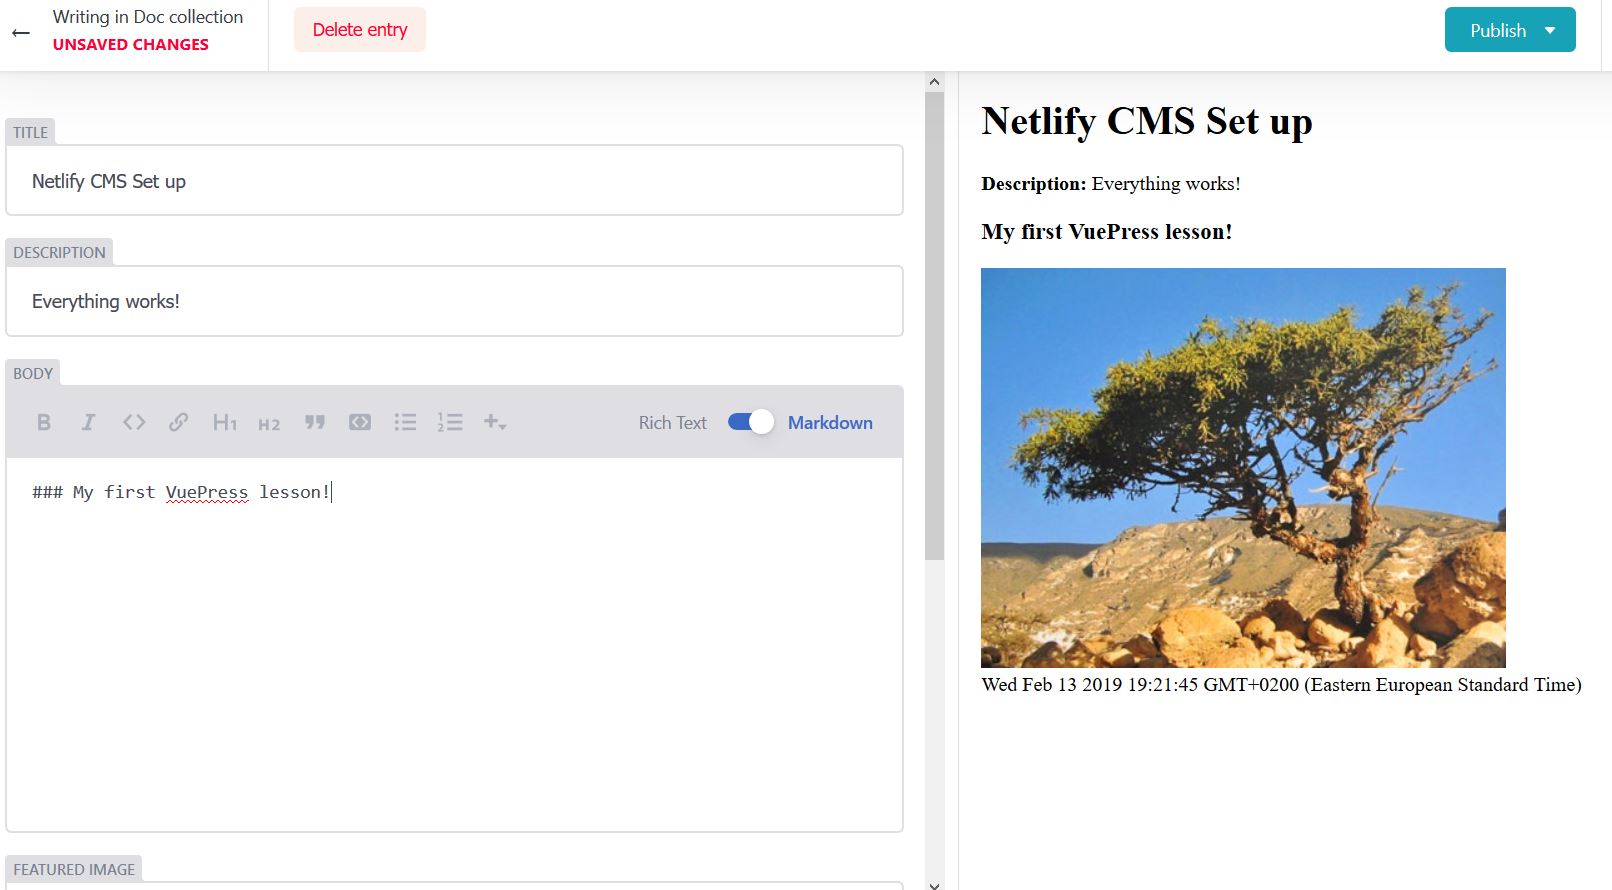 Writing in Doc collection
UNSAVED CHANGES
Delete entry
Publish
TITLE
Netlify CMS Set up
DESCRIPTION
Everything works!
BODY
B I <> H1 H2
Rich Text
Markdown
### My first VuePress lesson!
FEATURED IMAGE
Netlify CMS Set up
Description: Everything works!
My first VuePress lesson!
Wed Feb 13 2019 19:21:45 GMT+0200 (Eastern European Standard Time)